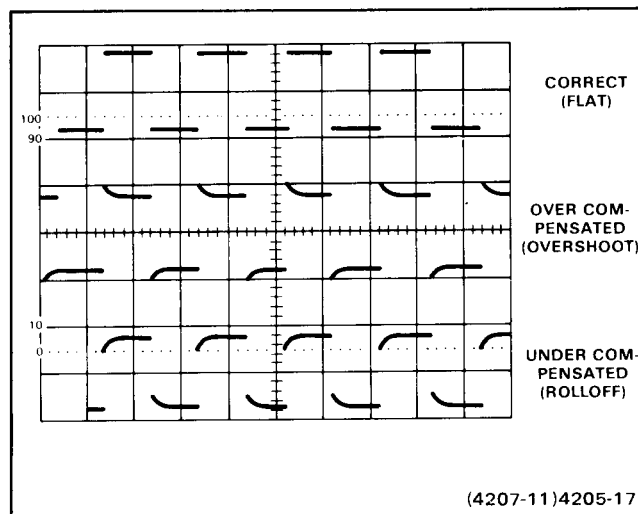 CORRECT
(FLAT)
100
90
OVER COM-
PENSATED
(OVERSHOOT)
10
0
UNDER COM-
PENSATED
(ROLLOFF)
(4207-11)4205-17